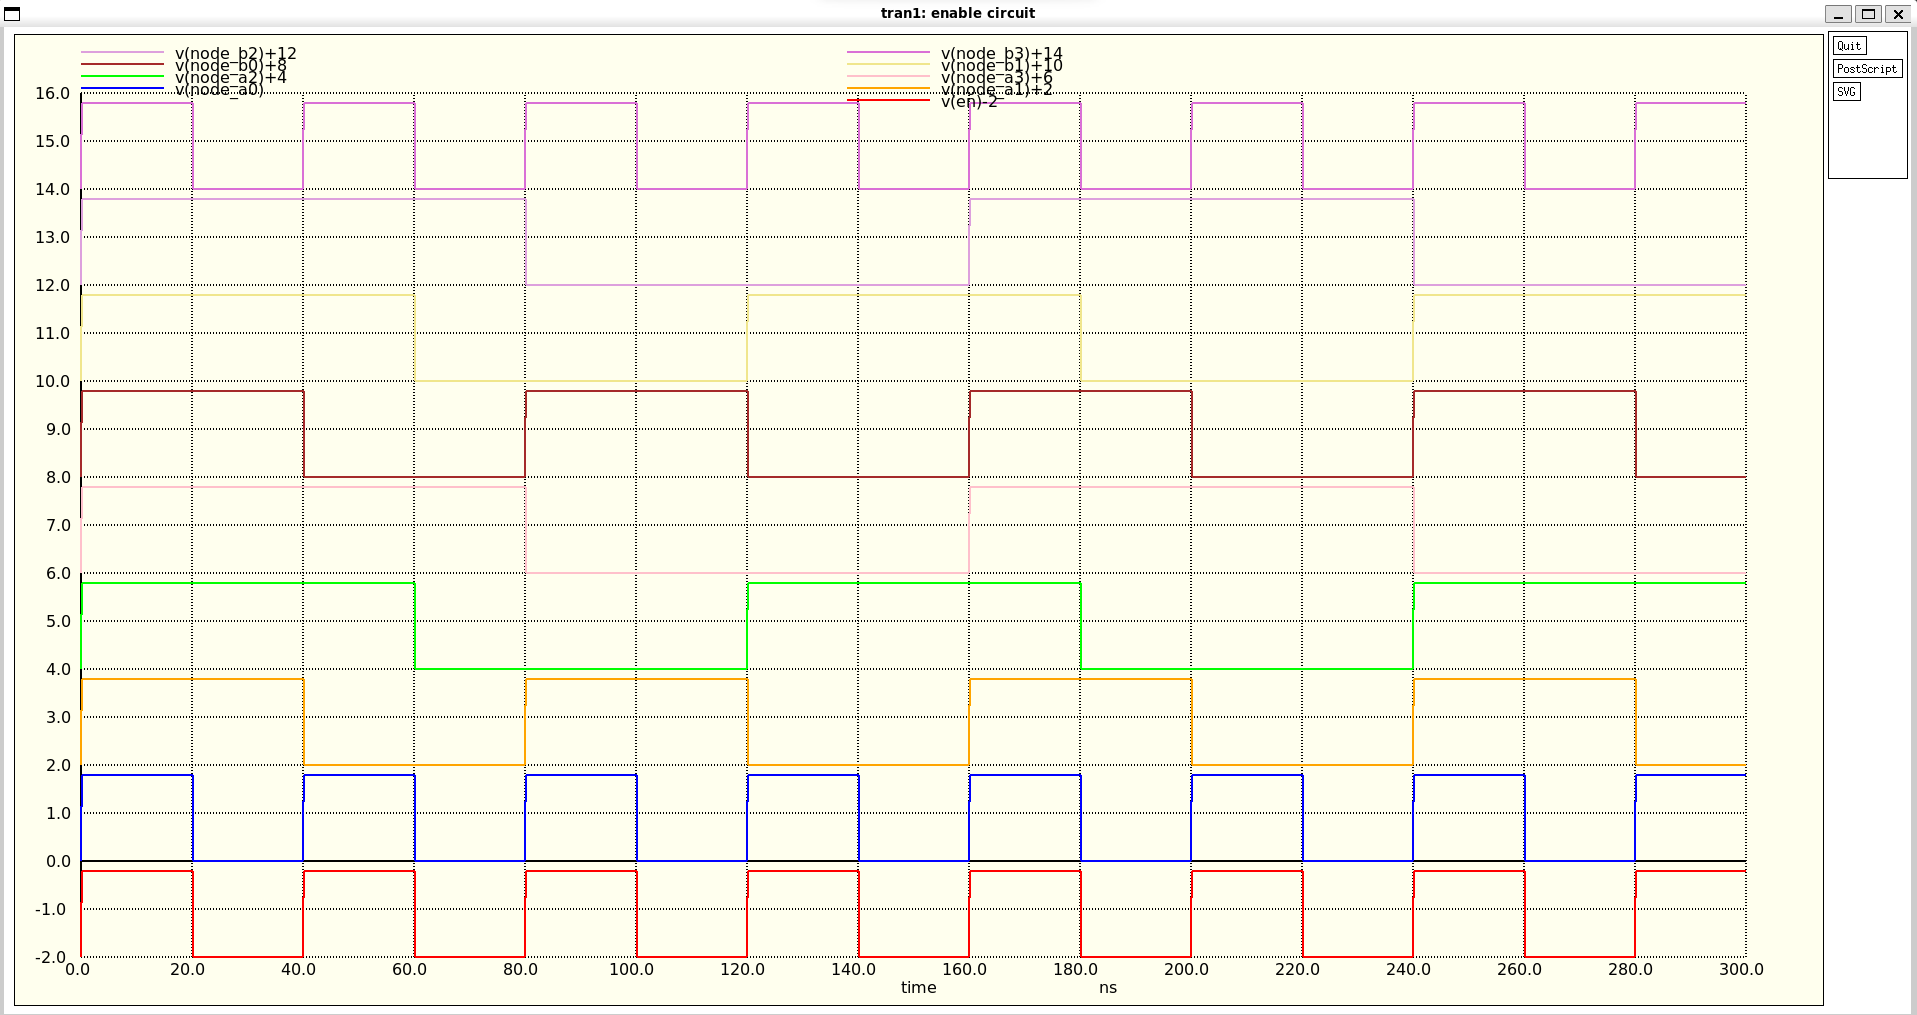 tran1: enable circuit
Quit
PostScript
SVG
v(node_b2)+12 v(node_b3)+14
v(node_b0)+8 v(node_b1)+10
v(node_a2)+4 v(node_a3)+6
v(node_a0) v(node_a1)+2
v(en)-2
16.0
15.0
14.0
13.0
12.0
11.0
10.0
9.0
8.0
7.0
6.0
5.0
4.0
3.0
2.0
1.0
0.0
-1.0
-2.0
0.0 20.0 40.0 60.0 80.0 100.0 120.0 140.0 160.0 180.0 200.0 220.0 240.0 260.0 280.0 300.0
time ns